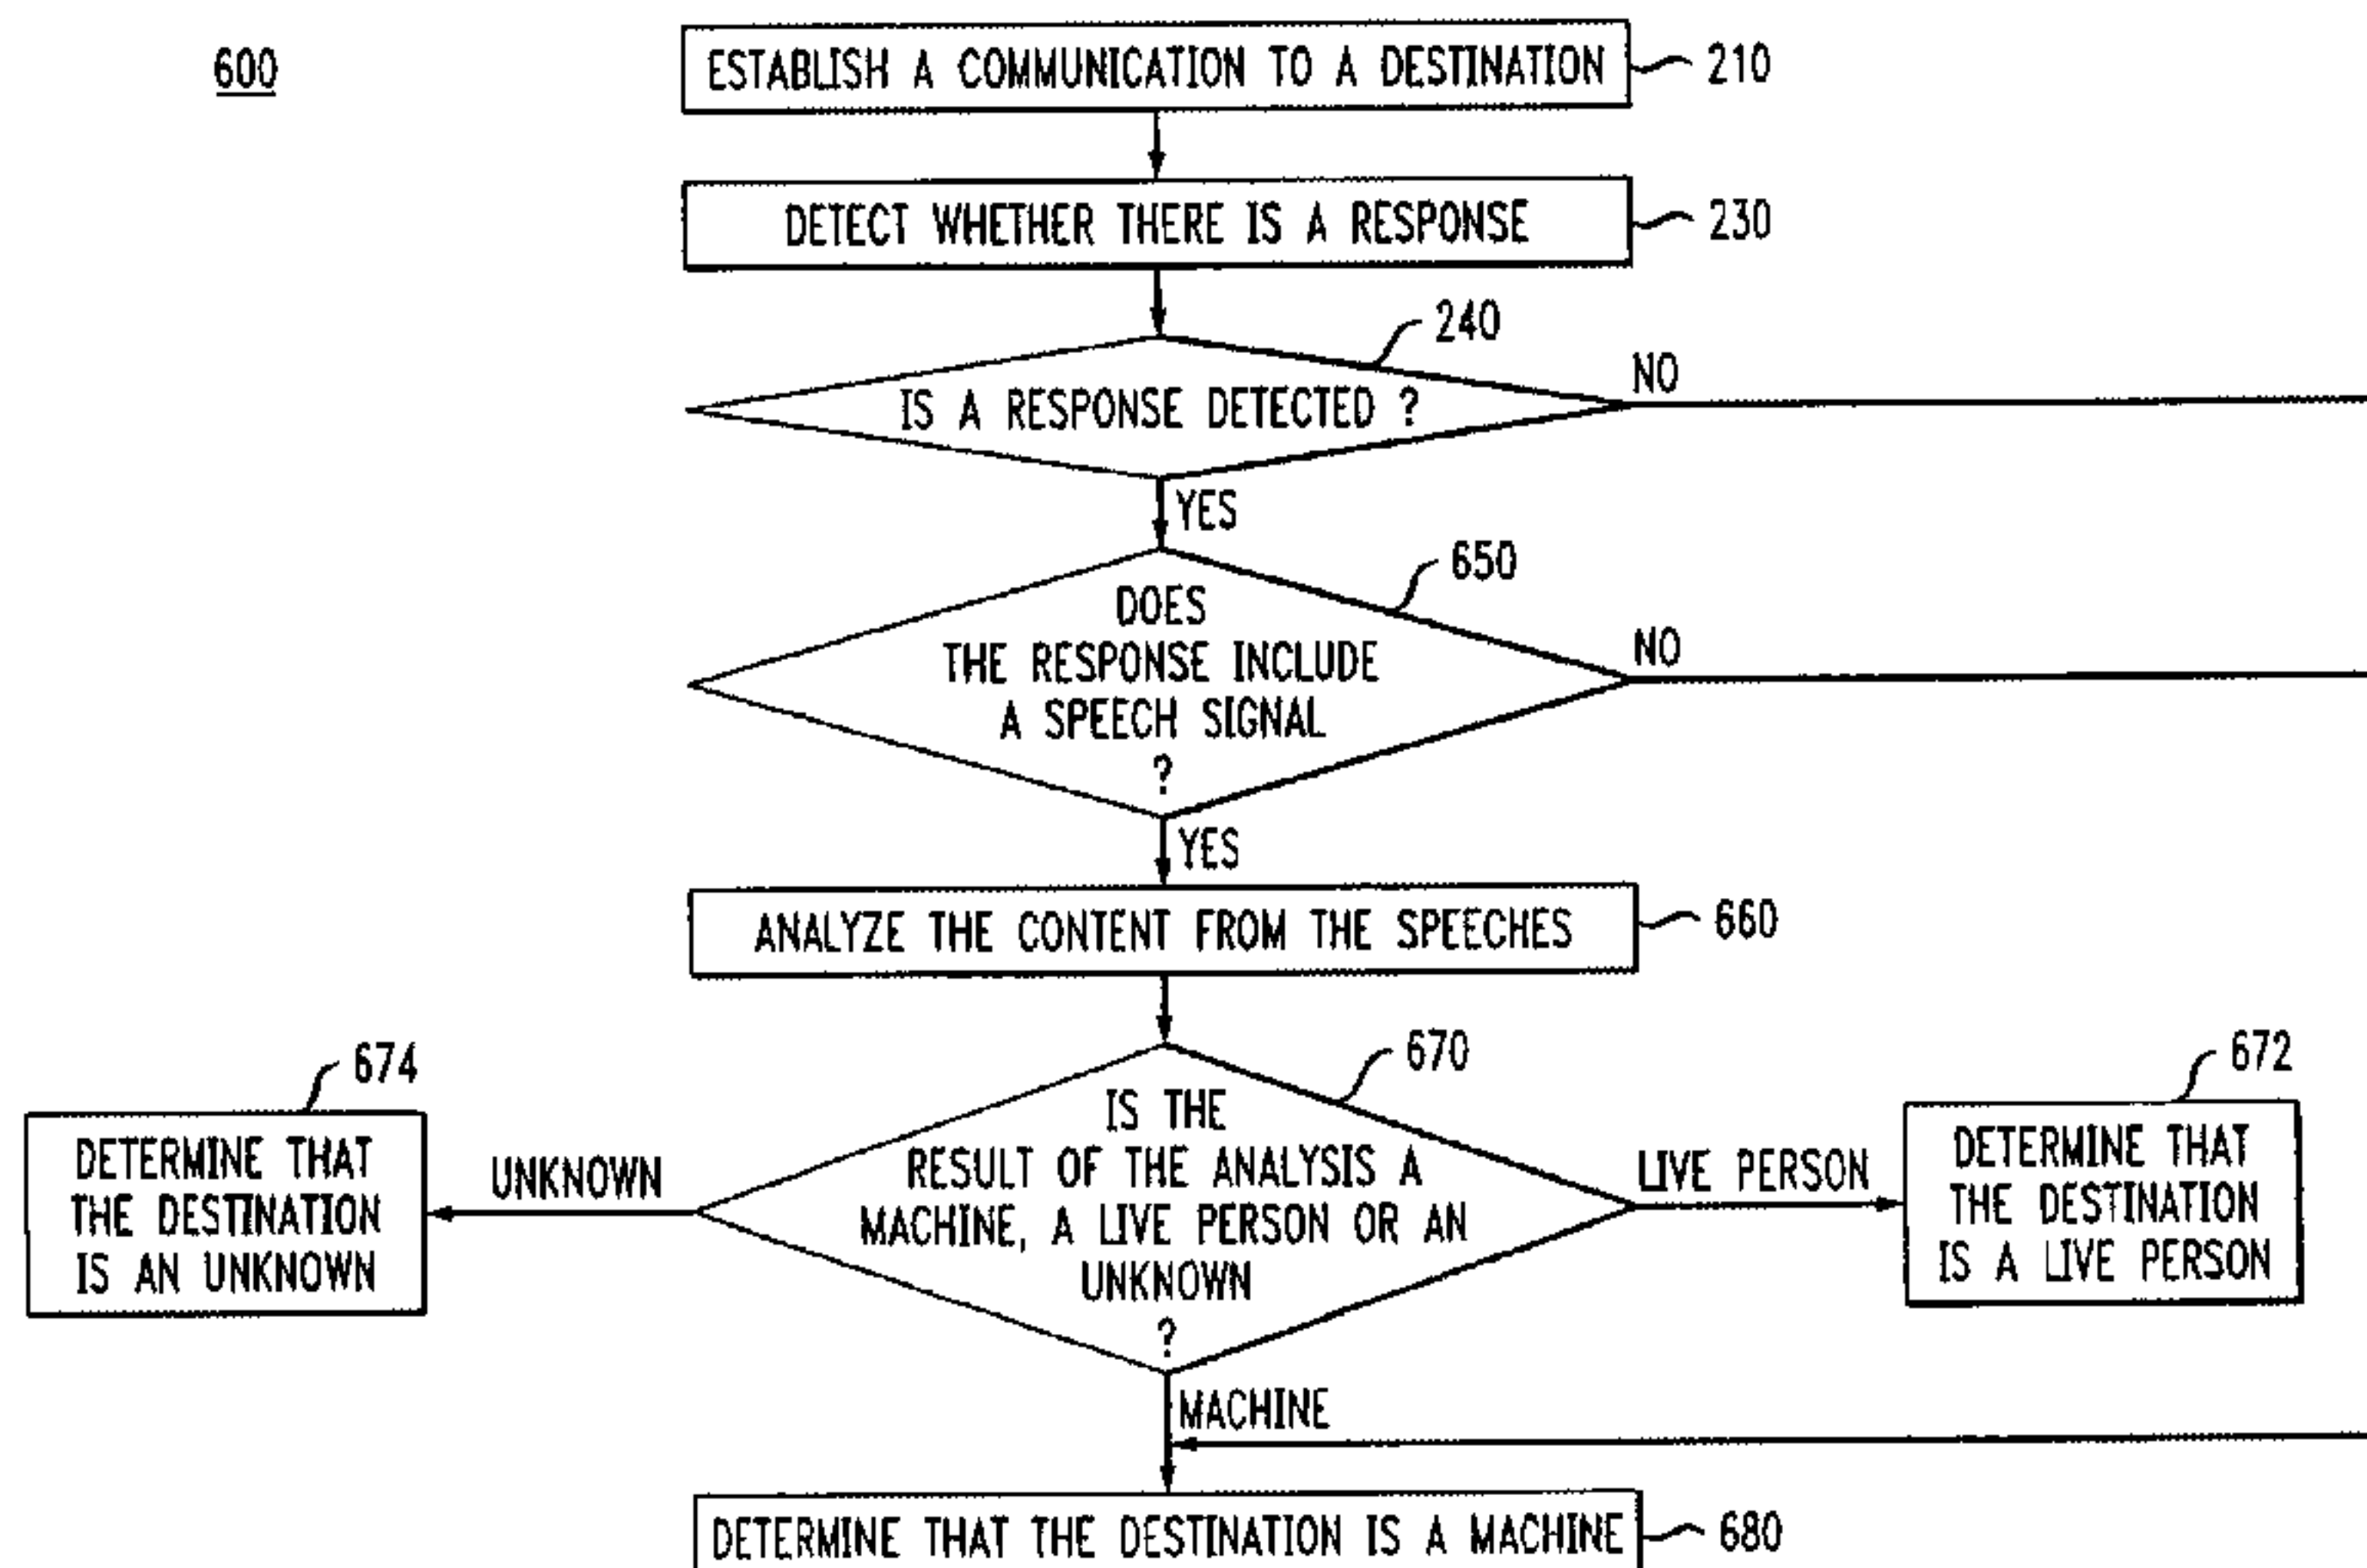 600
ESTABLISH A COMMUNICATION TO A DESTINATION
210
DETECT WHETHER THERE IS A RESPONSE
230
240
IS A RESPONSE DETECTED ?
NO
YES
650
DOES
THE RESPONSE INCLUDE
A SPEECH SIGNAL
?
NO
YES
ANALYZE THE CONTENT FROM THE SPEECHES
660
674
DETERMINE THAT
THE DESTINATION
IS AN UNKNOWN
UNKNOWN
670
IS THE
RESULT OF THE ANALYSIS A
MACHINE, A LIVE PERSON OR AN
UNKNOWN
?
LIVE PERSON
672
DETERMINE THAT
THE DESTINATION
IS A LIVE PERSON
MACHINE
DETERMINE THAT THE DESTINATION IS A MACHINE
680